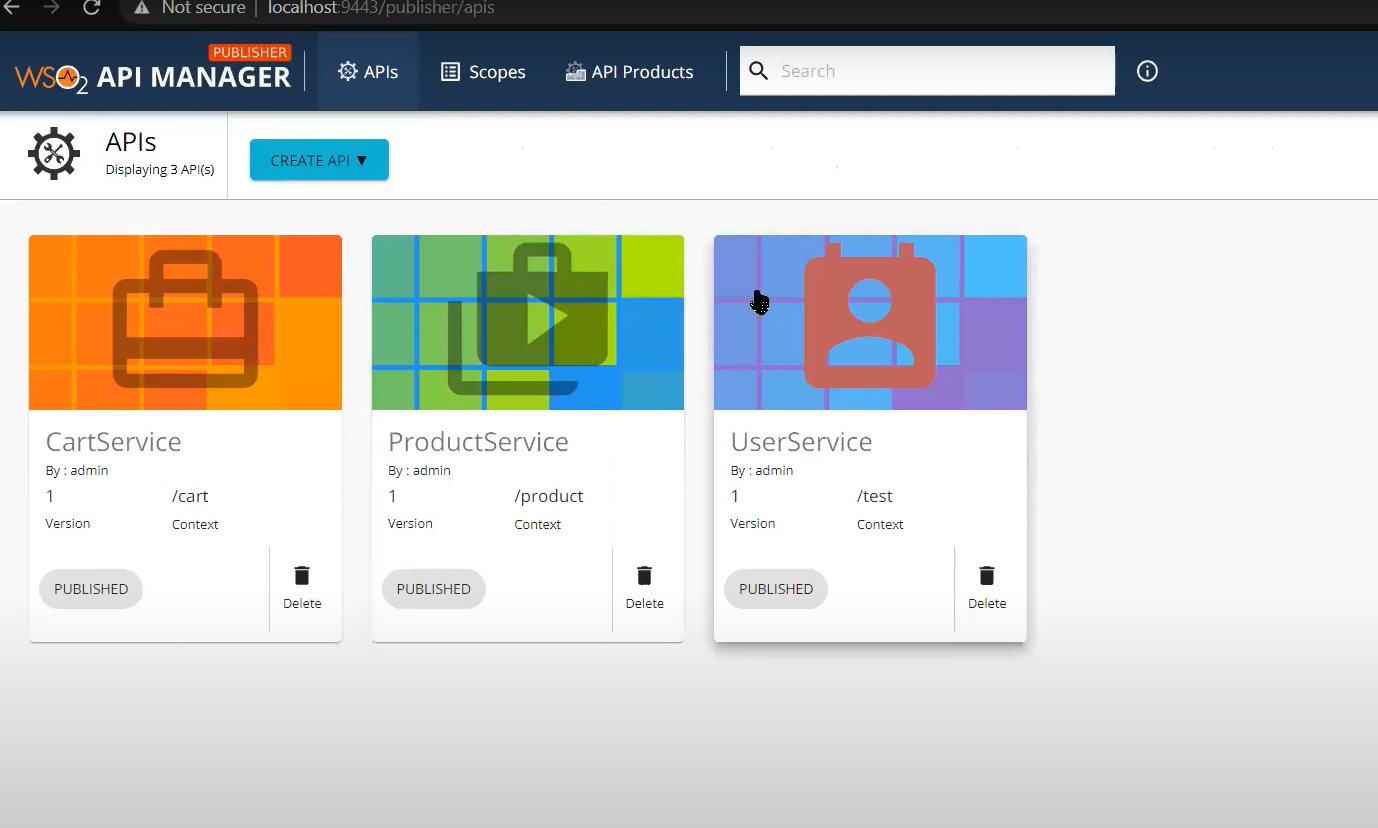 Not secure | localhost:9443/publisher/apis
PUBLISHER
WSO2 API MANAGER
APIs
Scopes
API Products
Search
APIs
Displaying 3 API(s)
CREATE API ▼
CartService
By : admin
1 /cart
Version Context
PUBLISHED
Delete
ProductService
By : admin
1 /product
Version Context
PUBLISHED
Delete
UserService
By : admin
1 /test
Version Context
PUBLISHED
Delete